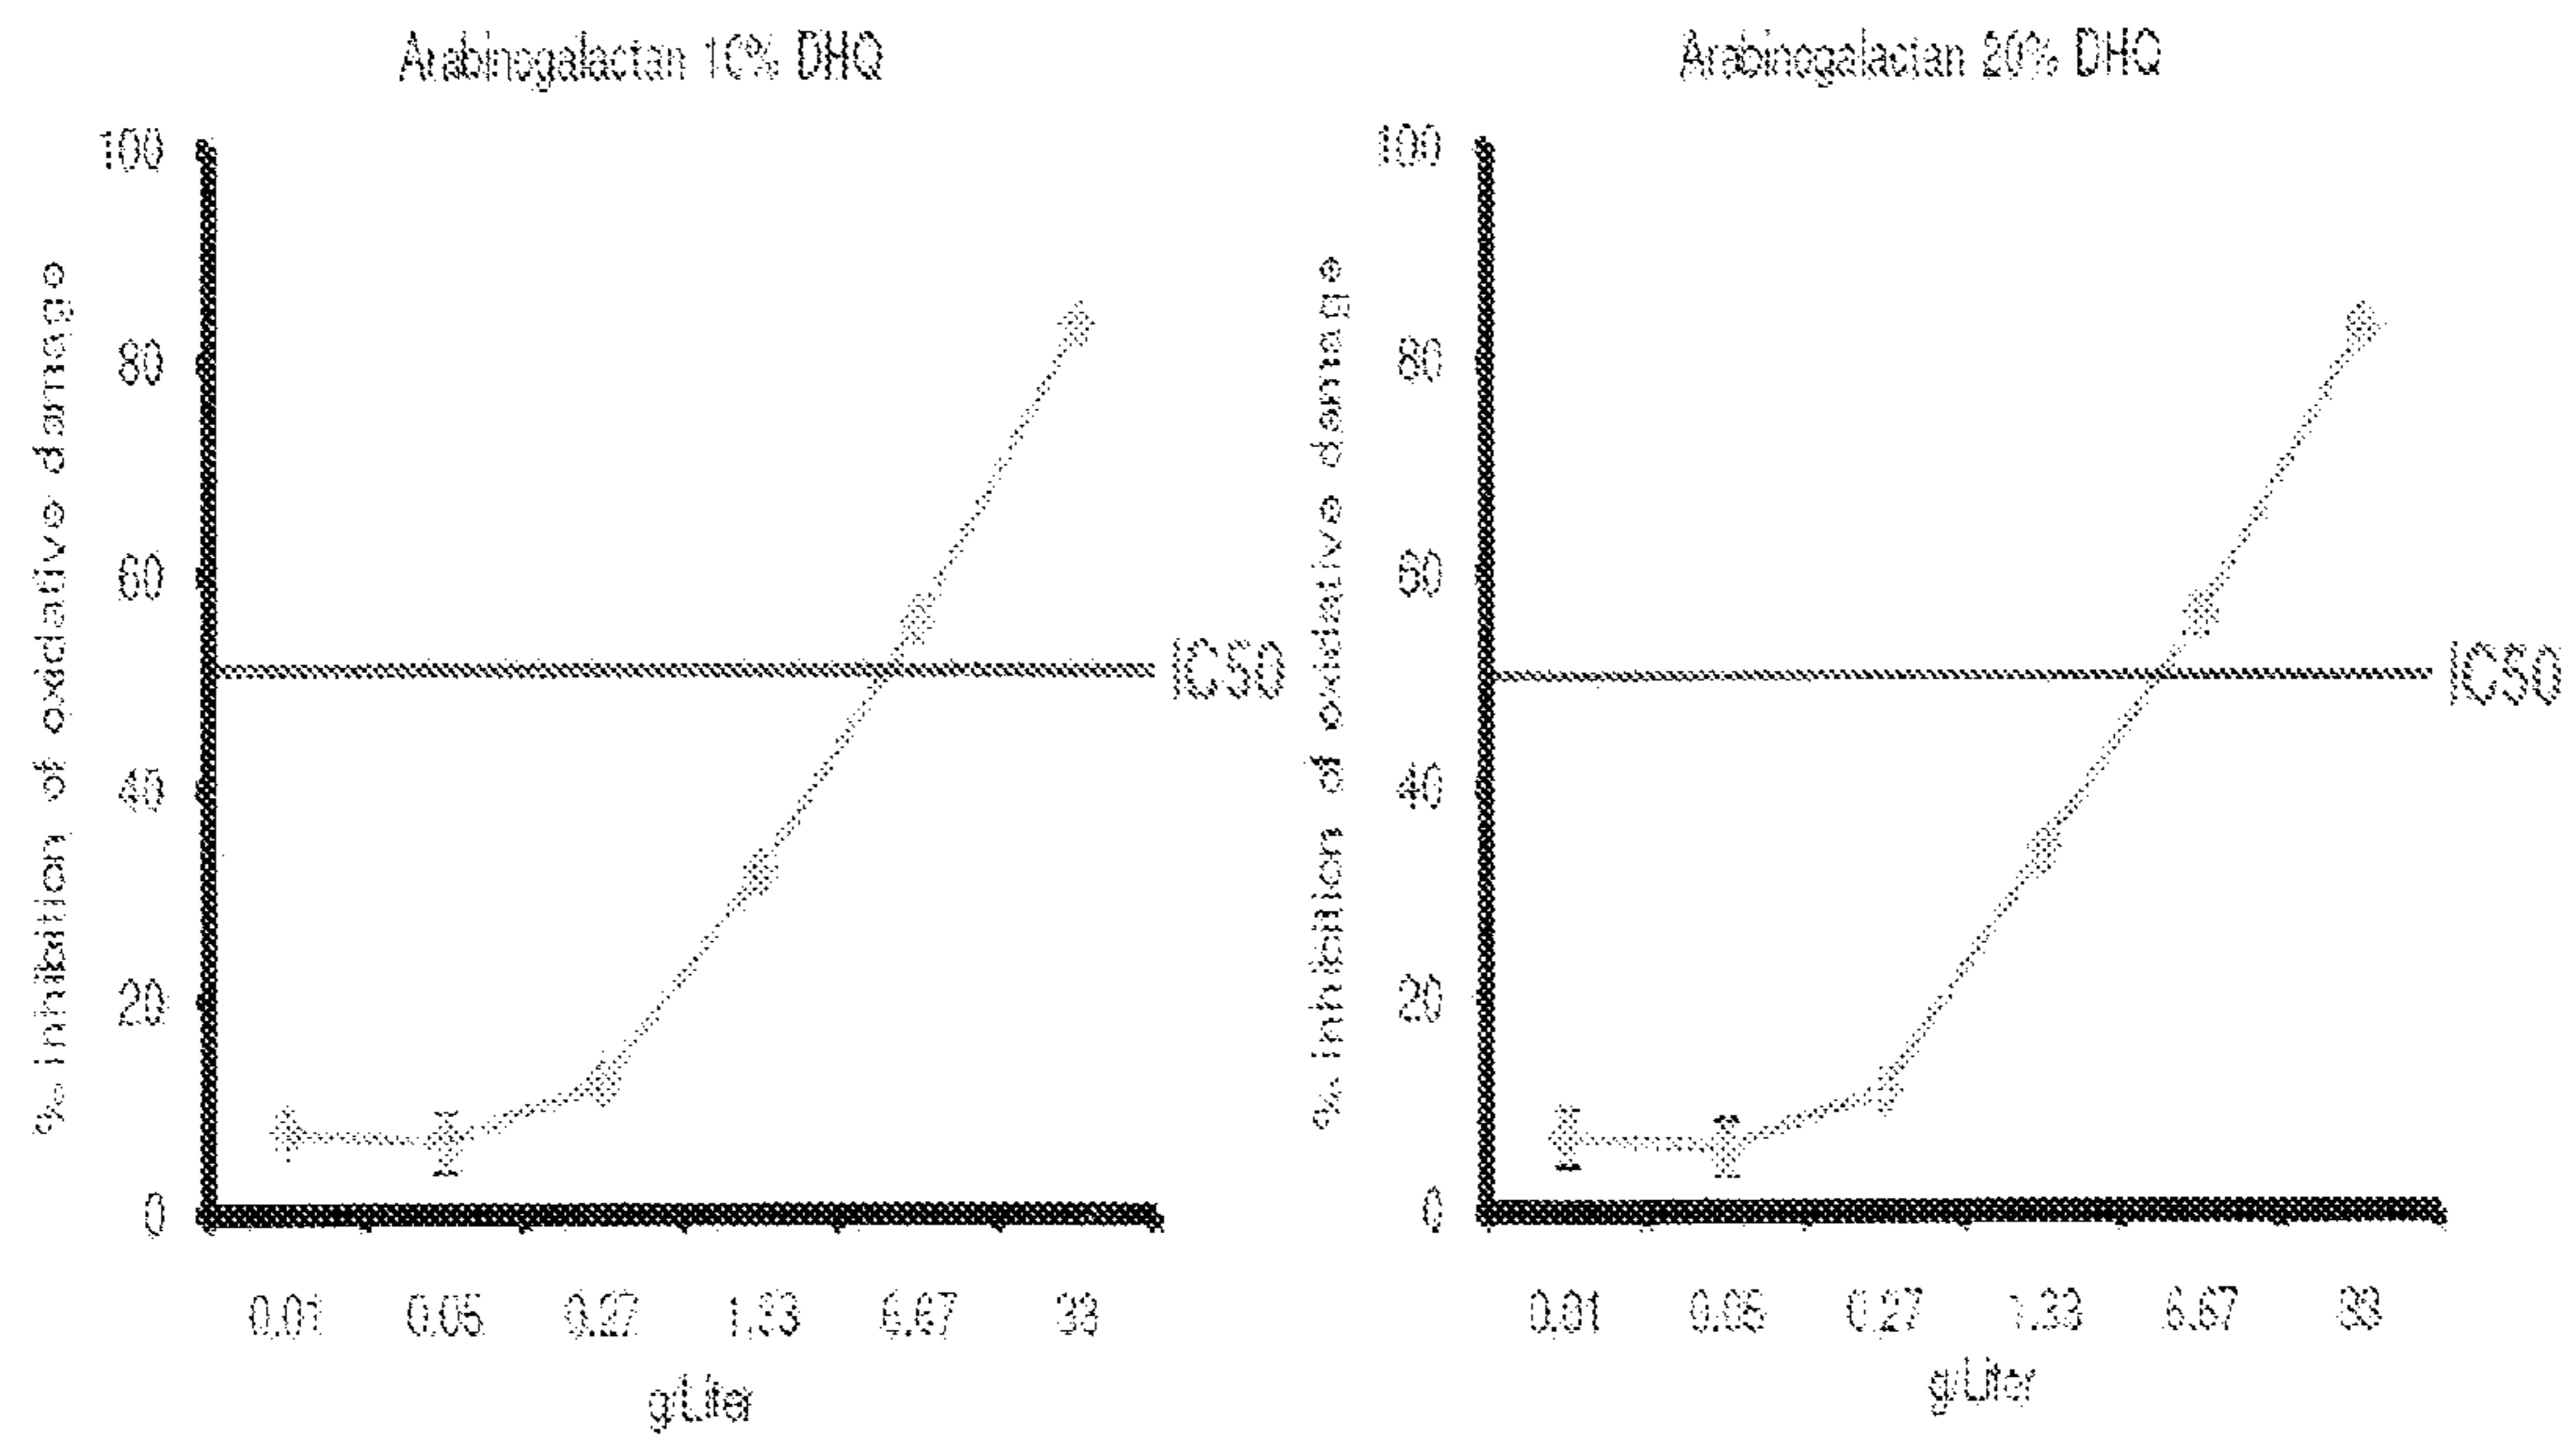 Arabinogalactan 10% DHQ
% inhibition of oxidative damage
100
80
60
40
20
0
IC50
0.01 0.05 0.27 1.33 6.67 33
g/Liter
Arabinogalactan 20% DHQ
% inhibition of oxidative damage
100
80
60
40
20
0
IC50
0.01 0.05 0.27 1.33 6.67 33
g/Liter